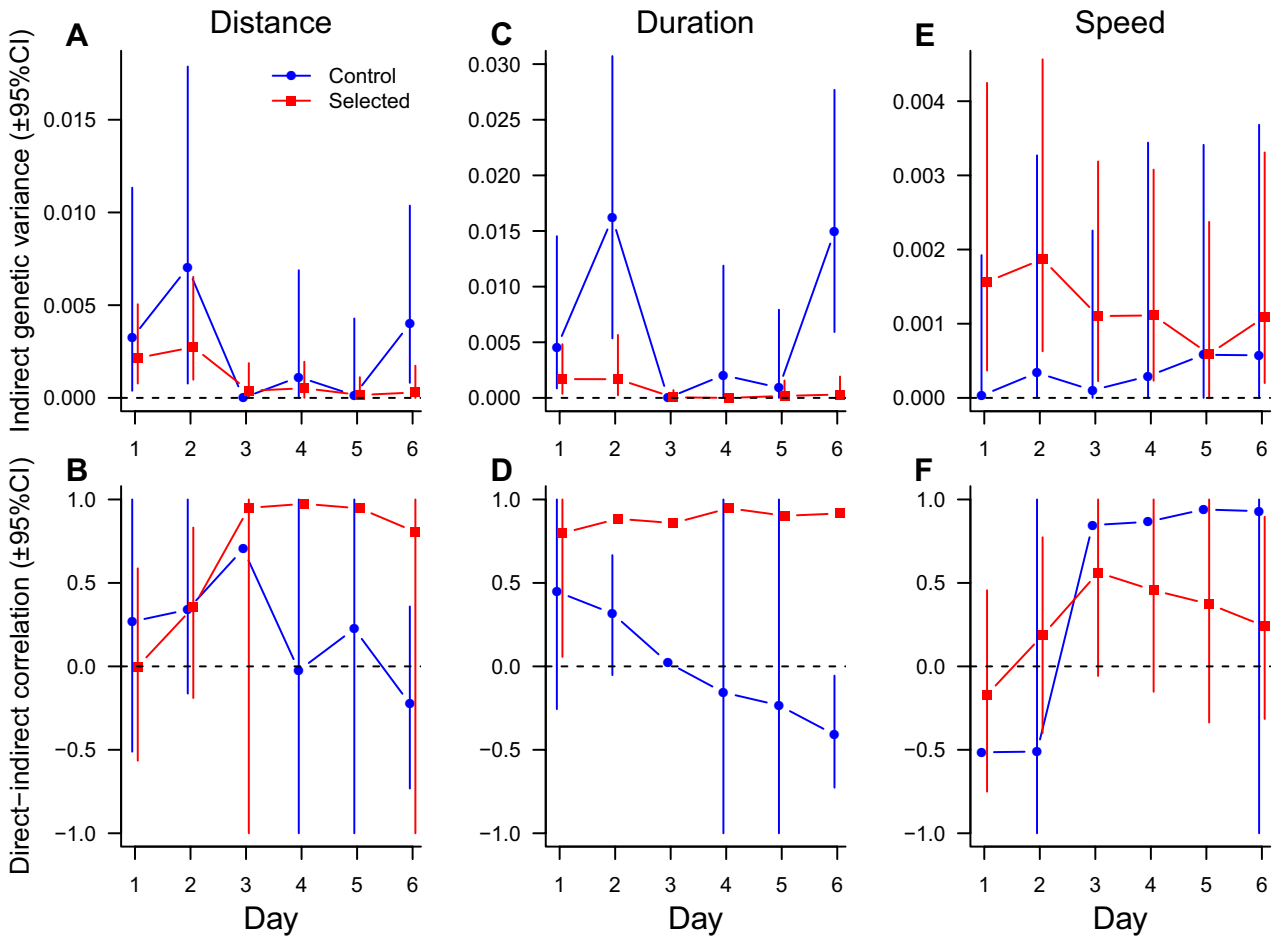 A
Distance
Control
Selected
Indirect genetic variance (±95%CI)
0.015
0.010
0.005
0.000
1 2 3 4 5 6
C
Duration
0.030
0.025
0.020
0.015
0.010
0.005
0.000
1 2 3 4 5 6
E
Speed
0.004
0.003
0.002
0.001
0.000
1 2 3 4 5 6
B
Direct−indirect correlation (±95%CI)
1.0
0.5
0.0
−0.5
−1.0
1 2 3 4 5 6
Day
D
1.0
0.5
0.0
−0.5
−1.0
1 2 3 4 5 6
Day
F
1.0
0.5
0.0
−0.5
−1.0
1 2 3 4 5 6
Day